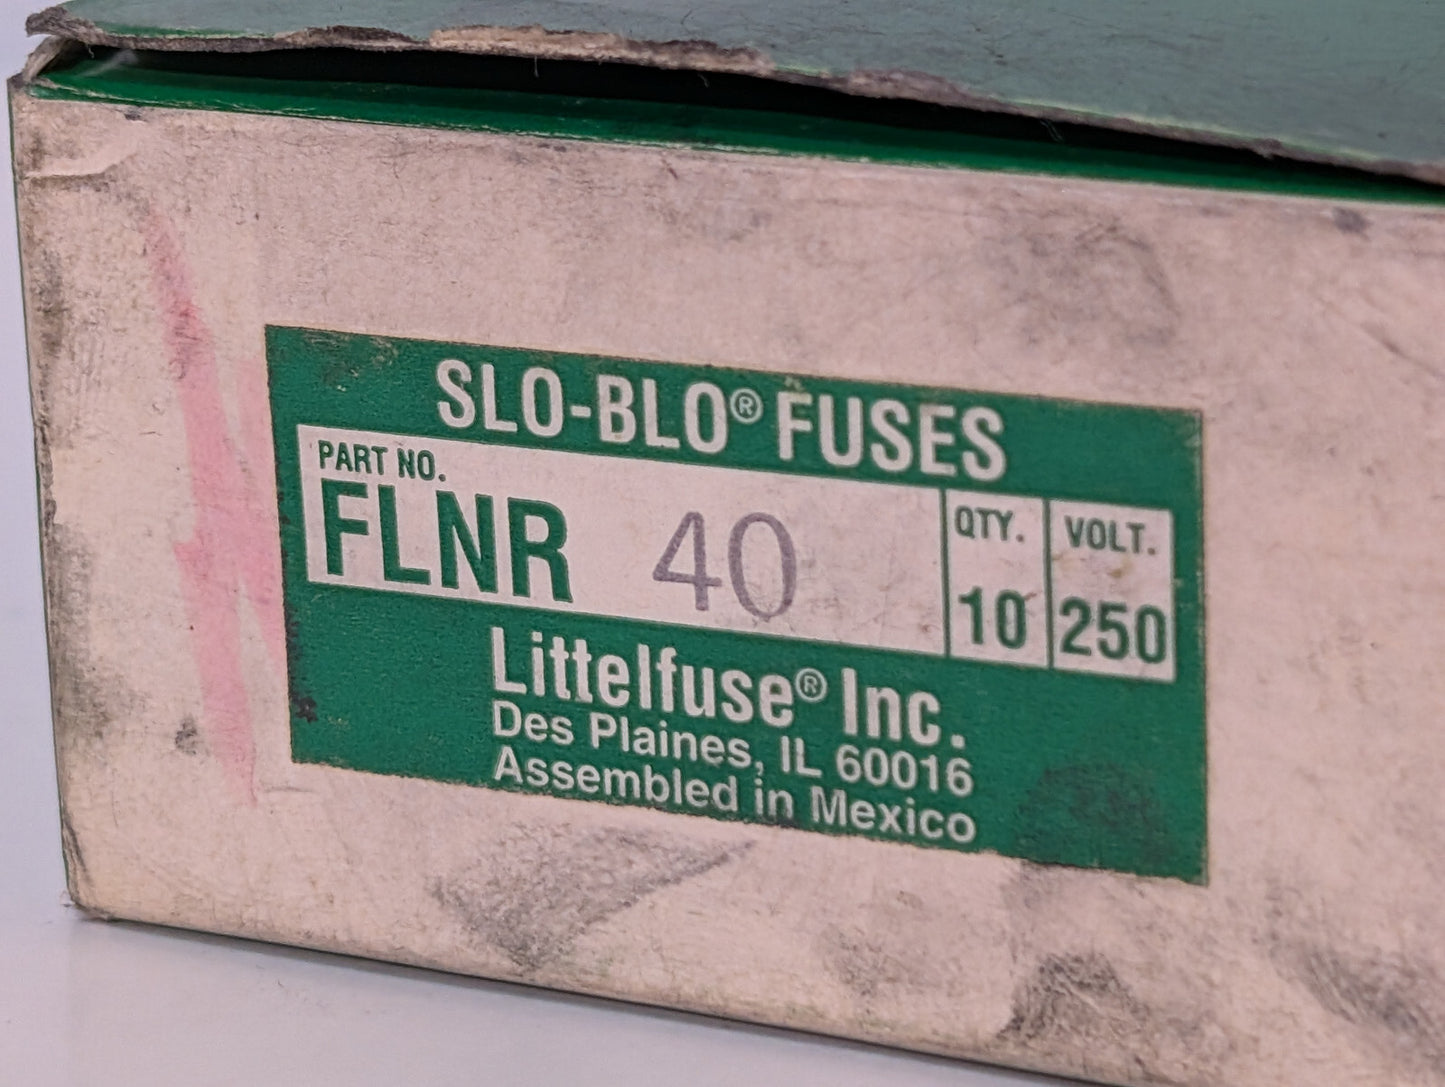 SLO-BLO® FUSES
PART NO.
FLNR 40
QTY.
10
VOLT.
250
Littelfuse® Inc.
Des Plaines, IL 60016
Assembled in Mexico